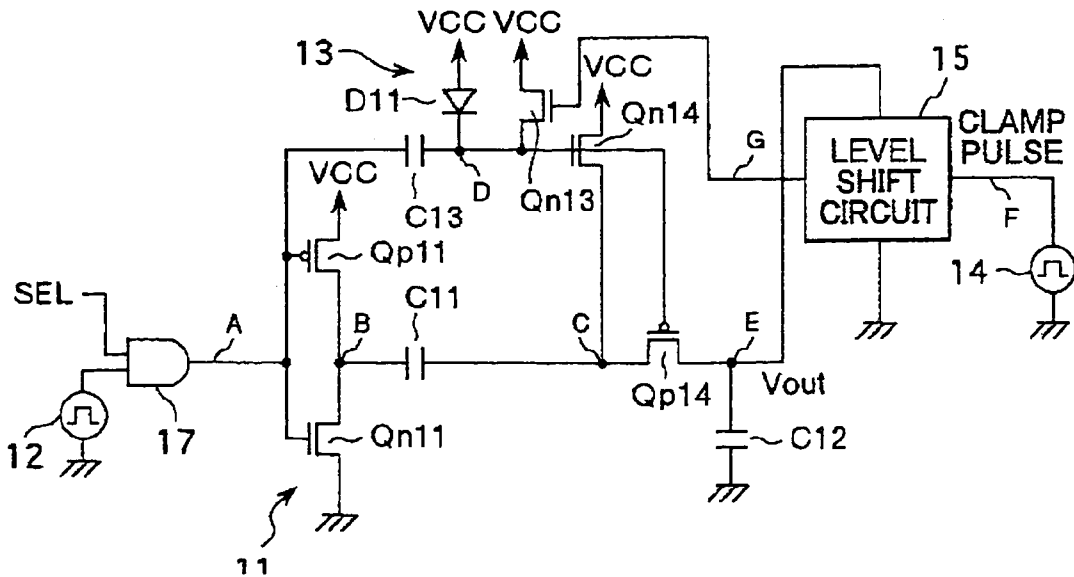 VCC VCC
13
D11
VCC
15
Qn14
CLAMP
PULSE
G
LEVEL
SHIFT
CIRCUIT
D
VCC
C13
Qn13
F
Qp11
14
SEL
C11
A
B
C
E
Vout
Qp14
12
17
Qn11
C12
11